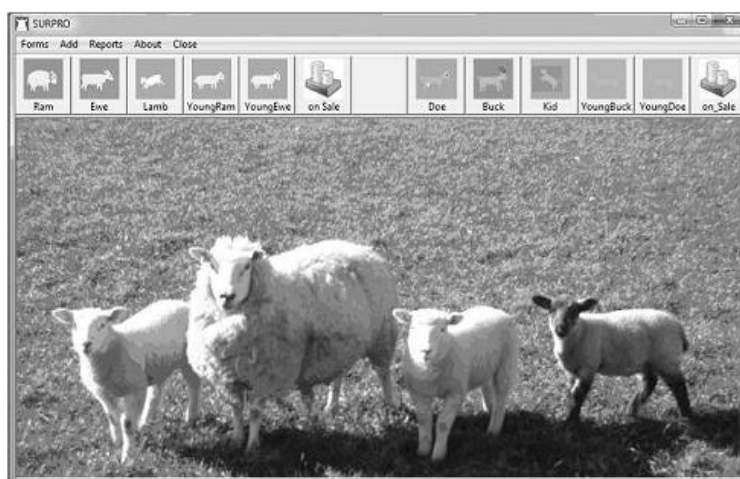 SURPRO
Forms Add Reports About Close
Ram Ewe Lamb YoungRam YoungEwe on Sale Doe Buck Kid YoungBuck YoungDoe on_Sale